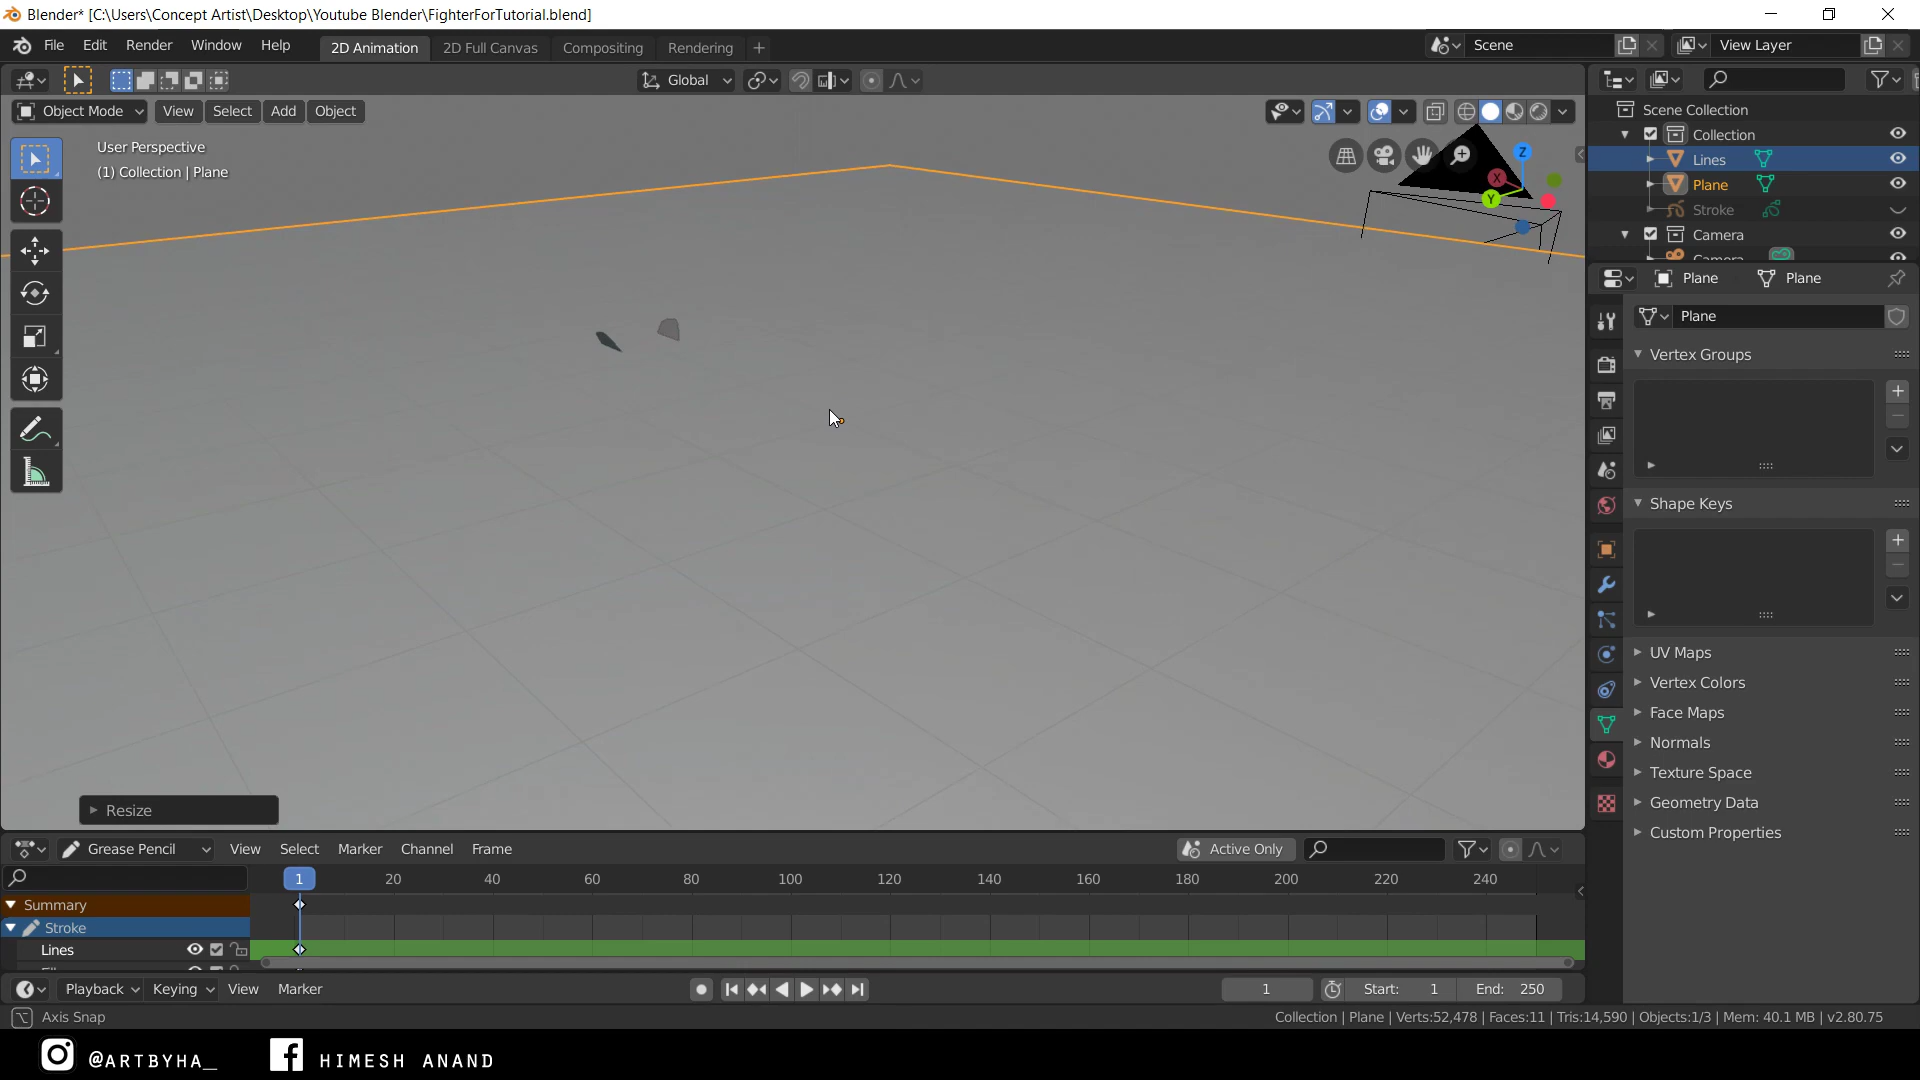 Blender* [C:\Users\Concept Artist\Desktop\Youtube Blender\FighterForTutorial.blend]
File Edit Render Window Help 2D Animation 2D Full Canvas Compositing Rendering + Scene View Layer
Global
Object Mode View Select Add Object
User Perspective
(1) Collection | Plane
Z
X
Y
Scene Collection
Collection
Lines
Plane
Stroke
Camera
Camera
Plane Plane
Plane
Vertex Groups
Shape Keys
UV Maps
Vertex Colors
Face Maps
Normals
Texture Space
Geometry Data
Custom Properties
Resize
Grease Pencil View Select Marker Channel Frame Active Only
1 20 40 60 80 100 120 140 160 180 200 220 240
Summary
Stroke
Lines
Playback Keying View Marker 1 Start: 1 End: 250
Axis Snap Collection | Plane | Verts:52,478 | Faces:11 | Tris:14,590 | Objects:1/3 | Mem: 40.1 MB | v2.80.75
@ARTBYHA_ HIMESH ANAND